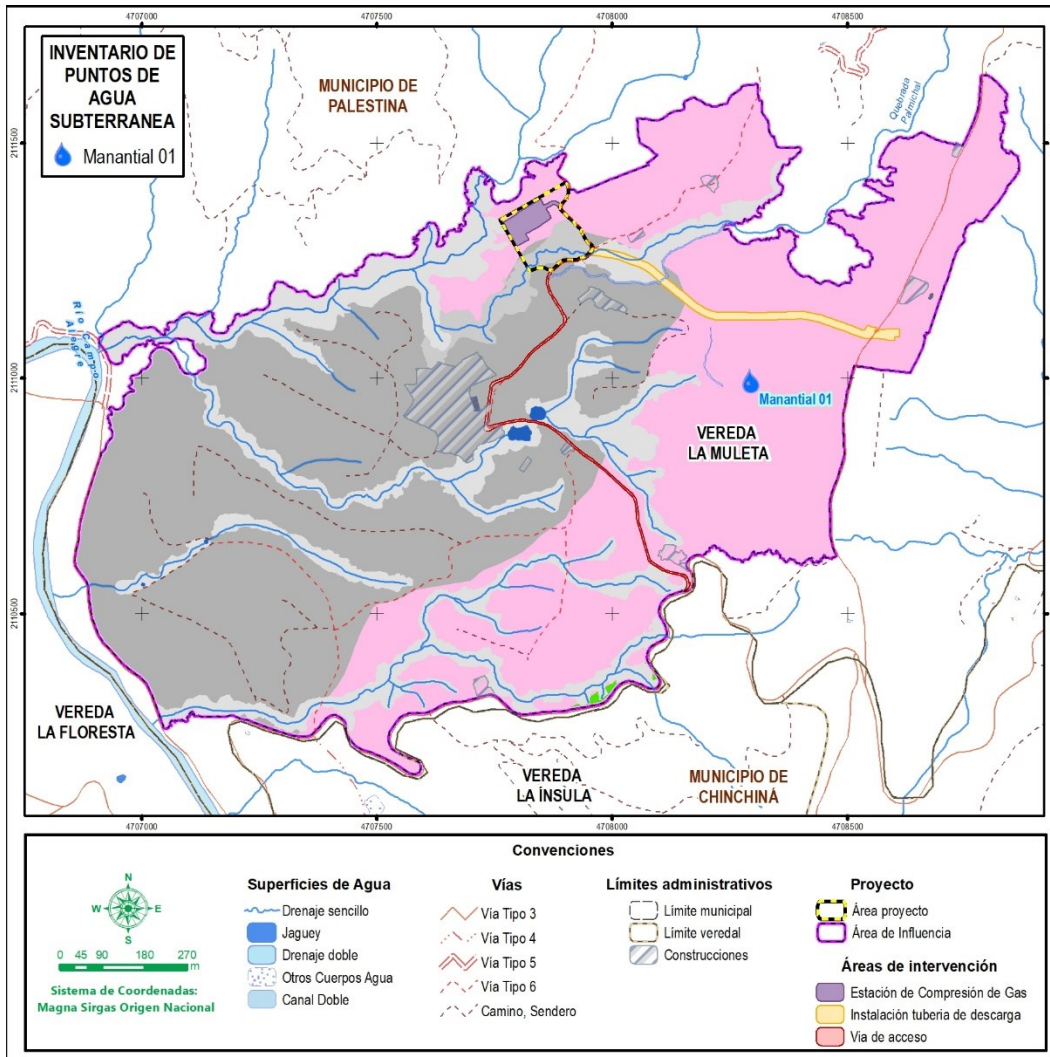 4707000
4707500
4708000
4708500
INVENTARIO DE
PUNTOS DE
AGUA
SUBTERRANEA
Manantial 01
MUNICIPIO DE
PALESTINA
Quebrada
Palmichal
2111500
Río Campo
Alegre
2111000
Manantial 01
VEREDA
LA MULETA
2110500
VEREDA
LA FLORESTA
VEREDA
LA ÍNSULA
MUNICIPIO DE
CHINCHINÁ
4707000
4707500
4708000
4708500
Convenciones
N
W
E
S
0 45 90 180 270
m
Sistema de Coordenadas:
Magna Sirgas Origen Nacional
Superficies de Agua
Drenaje sencillo
Jaguey
Drenaje doble
Otros Cuerpos Agua
Canal Doble
Vías
Vía Tipo 3
Vía Tipo 4
Vía Tipo 5
Vía Tipo 6
Camino, Sendero
Límites administrativos
Límite municipal
Límite veredal
Construcciones
Proyecto
Área proyecto
Área de Influencia
Áreas de intervención
Estación de Compresión de Gas
Instalación tuberia de descarga
Via de acceso